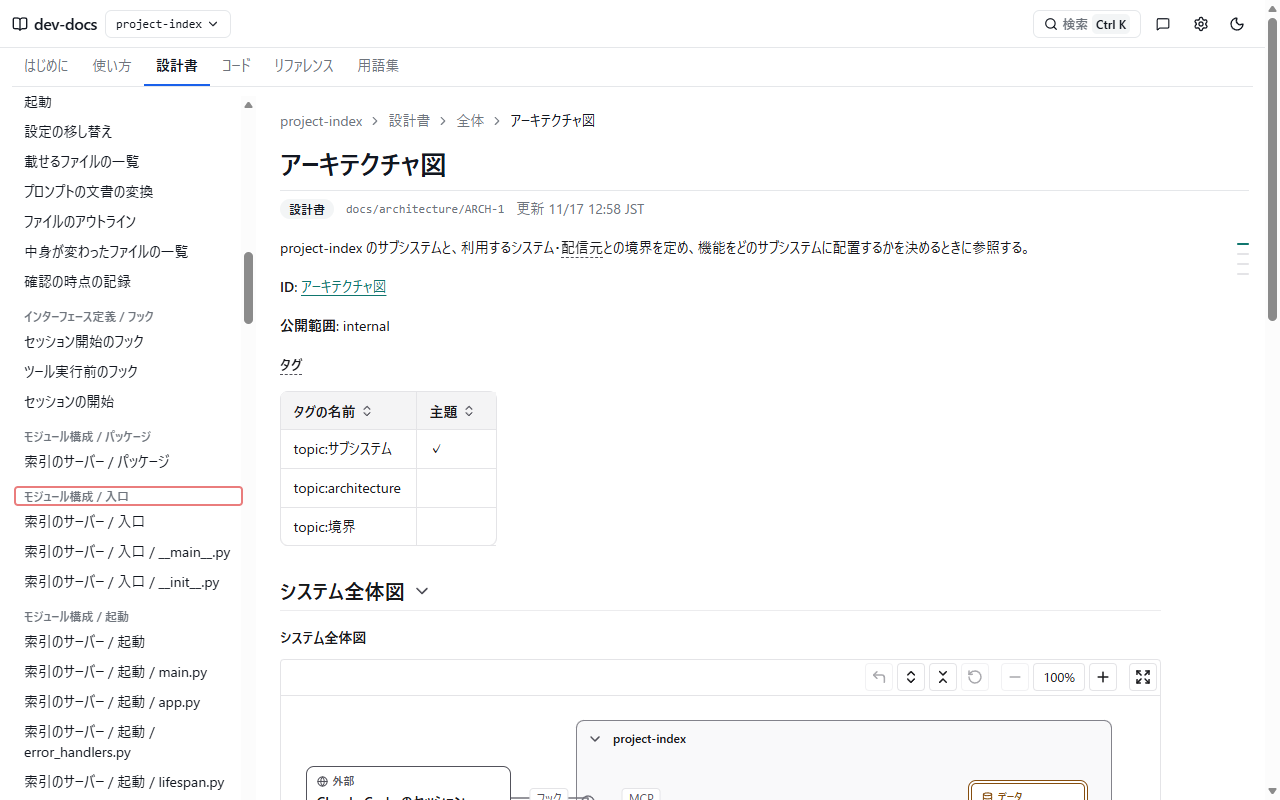 dev-docs
project-index
検索 Ctrl K
はじめに 使い方 設計書 コード リファレンス 用語集
起動
設定の移し替え
載せるファイルの一覧
プロンプトの文書の変換
ファイルのアウトライン
中身が変わったファイルの一覧
確認の時点の記録
インターフェース定義 / フック
セッション開始のフック
ツール実行前のフック
セッションの開始
モジュール構成 / パッケージ
索引のサーバー / パッケージ
モジュール構成 / 入口
索引のサーバー / 入口
索引のサーバー / 入口 / __main__.py
索引のサーバー / 入口 / __init__.py
モジュール構成 / 起動
索引のサーバー / 起動
索引のサーバー / 起動 / main.py
索引のサーバー / 起動 / app.py
索引のサーバー / 起動 /
error_handlers.py
索引のサーバー / 起動 / lifespan.py
project-index > 設計書 > 全体 > アーキテクチャ図
アーキテクチャ図
設計書 docs/architecture/ARCH-1 更新 11/17 12:58 JST
project-index のサブシステムと、利用するシステム・配信元との境界を定め、機能をどのサブシステムに配置するかを決めるときに参照する。
ID: アーキテクチャ図
公開範囲: internal
タグ
タグの名前 主題
topic:サブシステム ✓
topic:architecture
topic:境界
システム全体図
システム全体図
100%
project-index
外部
フック
MCP
データ